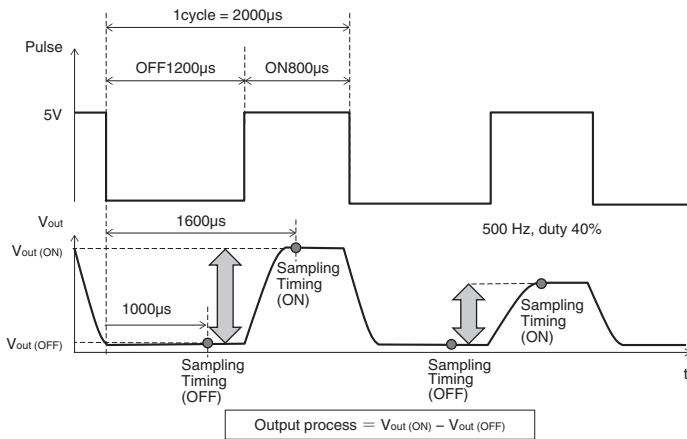 1cycle = 2000μs
Pulse
OFF1200μs
ON800μs
5V
Vout
1600μs
500 Hz, duty 40%
Vout (ON)
Sampling
Timing
(ON)
Sampling
Timing
(ON)
1000μs
Vout (OFF)
t
Sampling
Timing
(OFF)
Sampling
Timing
(OFF)
Output process = Vout (ON) − Vout (OFF)